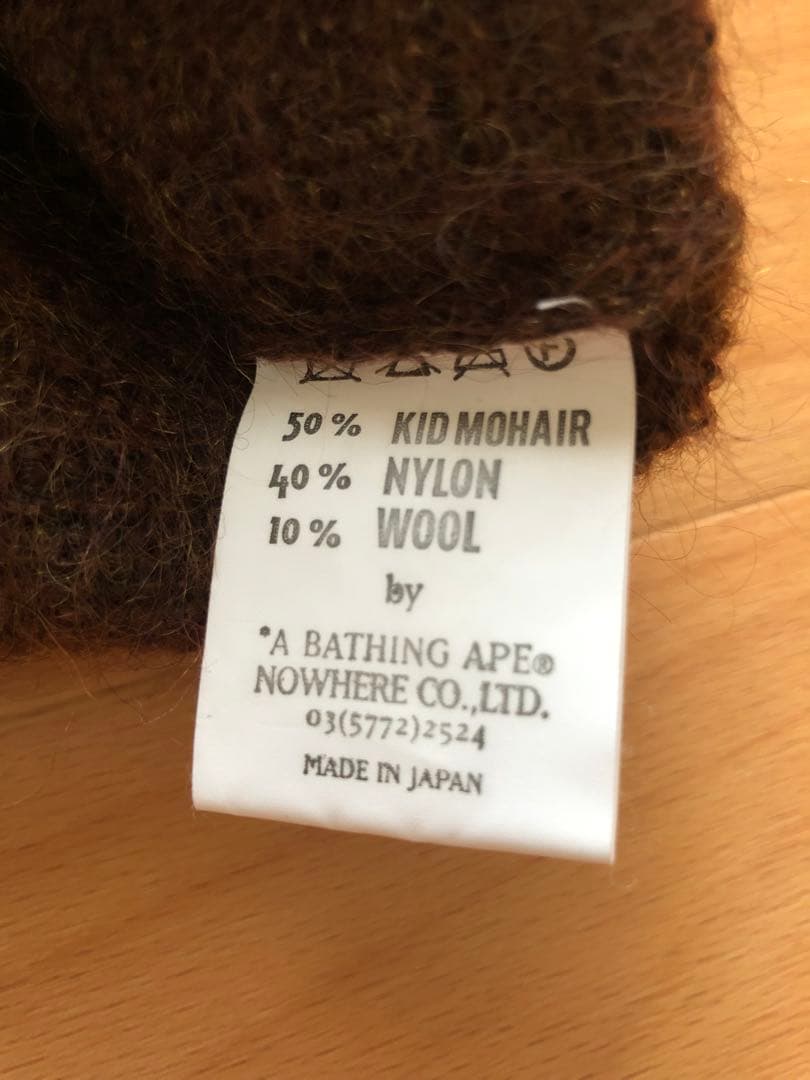 50% KID MOHAIR
40% NYLON
10% WOOL
by
*A BATHING APE®
NOWHERE CO.,LTD.
03(5772)2524
MADE IN JAPAN